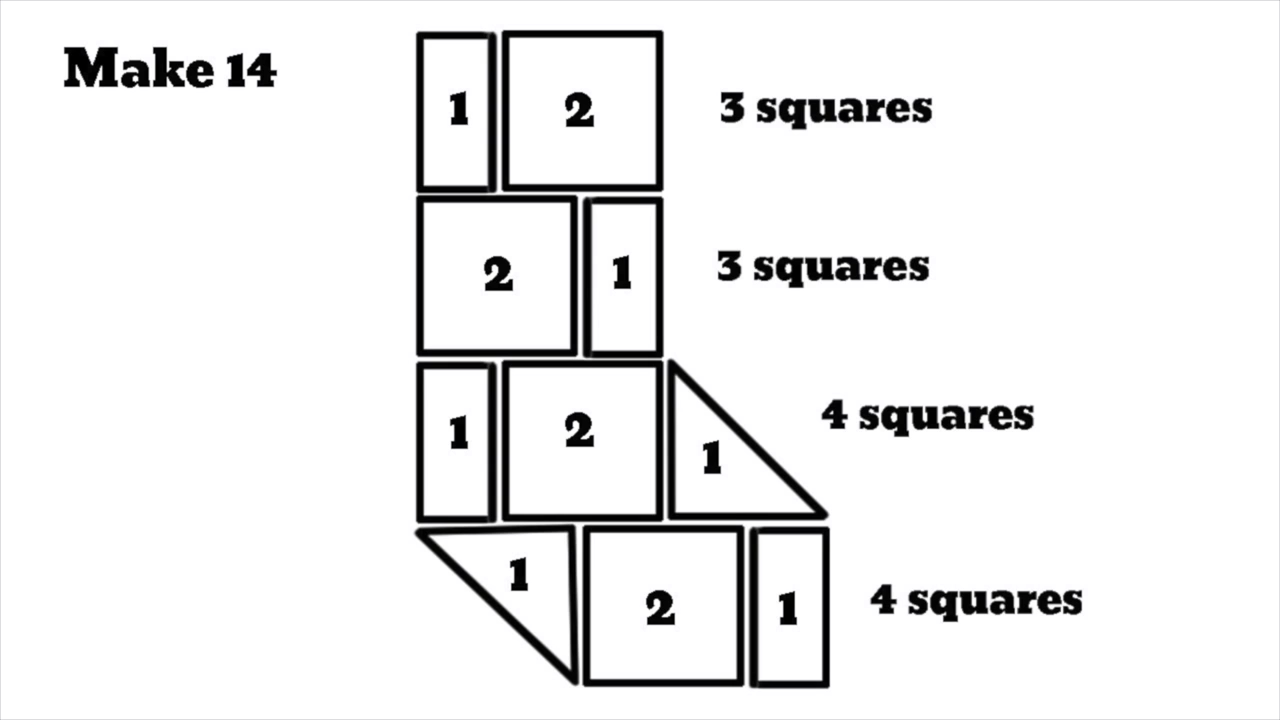 Make 14
1 2 3 squares
2 1 3 squares
1 2 1 4 squares
1 2 1 4 squares